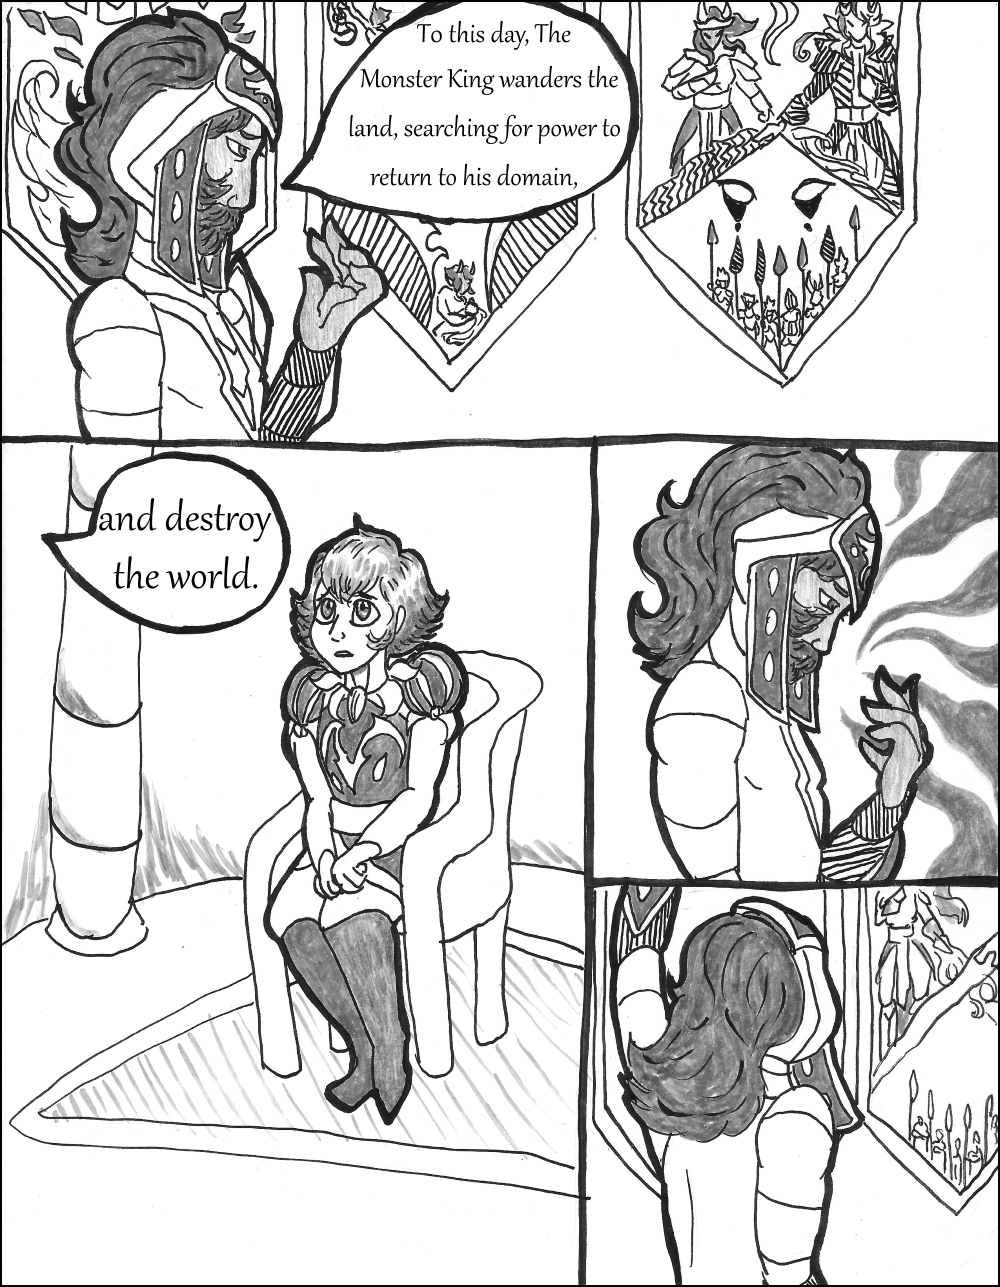 To this day, The
Monster King wanders the
land, searching for power to
return to his domain,
and destroy
the world.